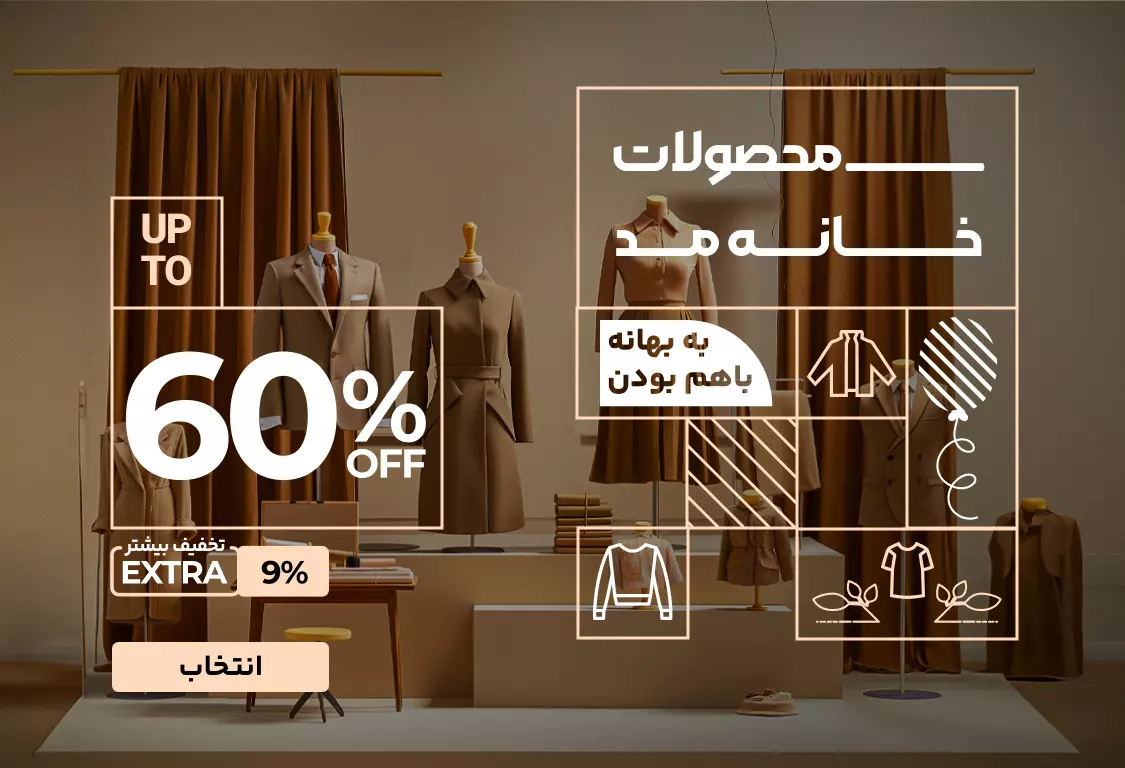 محصولات
خانه مد
به بهانه
باهم بودن
UP
TO
60%
OFF
تخفیف بیشتر
EXTRA 9%
انتخاب